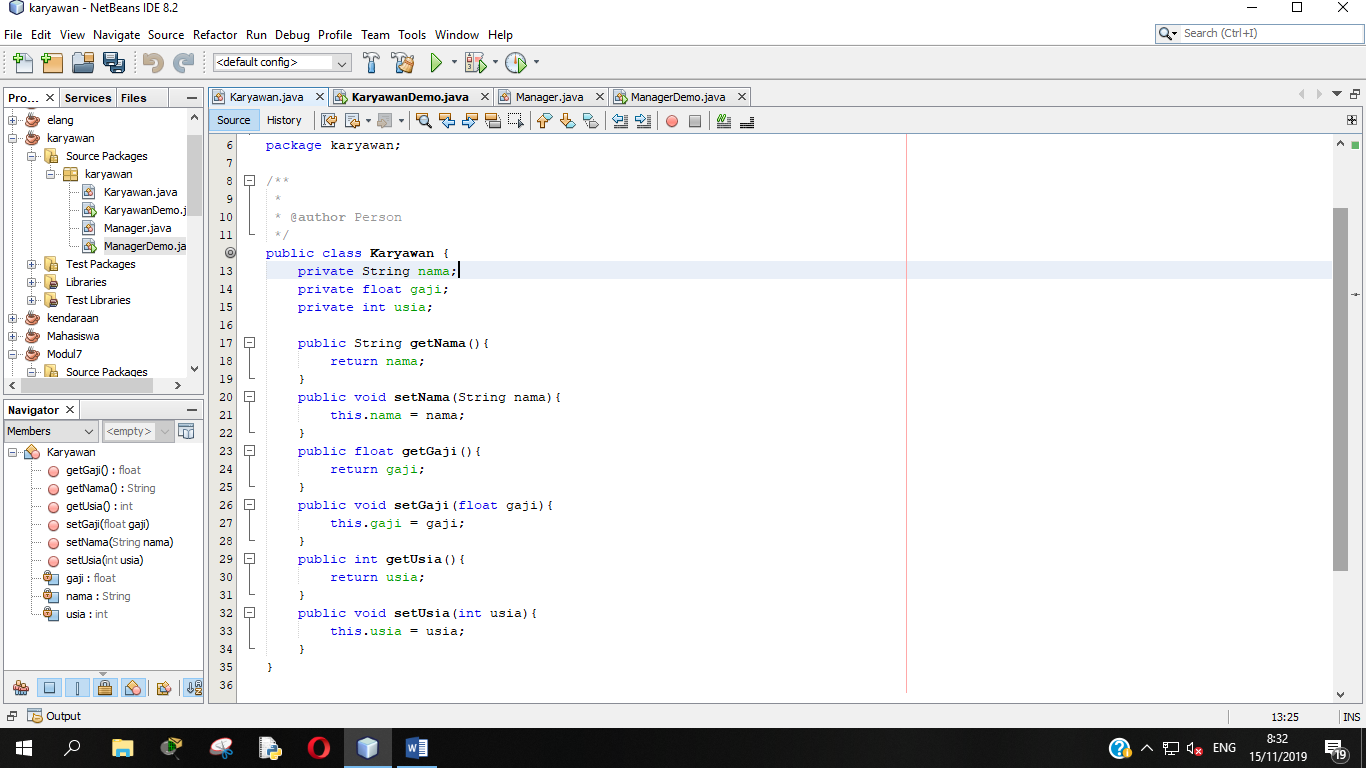 karyawan - NetBeans IDE 8.2
File Edit View Navigate Source Refactor Run Debug Profile Team Tools Window Help
Search (Ctrl+I)
<default config>
Pro... Services Files
elang
karyawan
Source Packages
karyawan
Karyawan.java
KaryawanDemo.j
Manager.java
ManagerDemo.ja
Test Packages
Libraries
Test Libraries
kendaraan
Mahasiswa
Modul7
Source Packages
Navigator
Members <empty>
Karyawan
getGaji() : float
getNama() : String
getUsia() : int
setGaji(float gaji)
setNama(String nama)
setUsia(int usia)
gaji : float
nama : String
usia : int
Karyawan.java KaryawanDemo.java Manager.java ManagerDemo.java
Source History
6 package karyawan;
7
8 /**
9 *
10 * @author Person
11 */
public class Karyawan {
13 private String nama;
14 private float gaji;
15 private int usia;
16
17 public String getNama(){
18 return nama;
19 }
20 public void setNama(String nama){
21 this.nama = nama;
22 }
23 public float getGaji(){
24 return gaji;
25 }
26 public void setGaji(float gaji){
27 this.gaji = gaji;
28 }
29 public int getUsia(){
30 return usia;
31 }
32 public void setUsia(int usia){
33 this.usia = usia;
34 }
35 }
36
Output
13:25 INS
ENG
8:32
15/11/2019
19